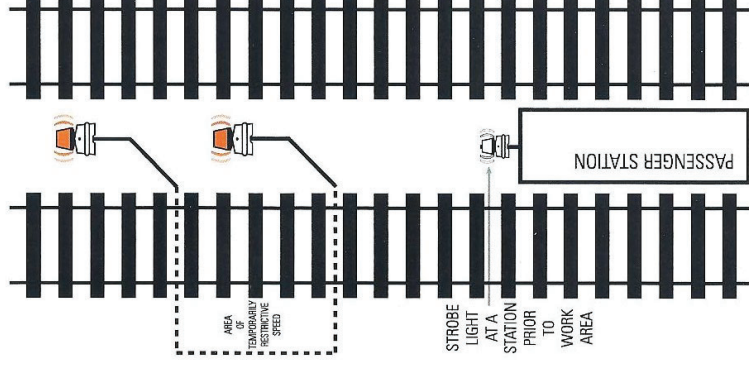 AREA
OF
TEMPORARILY
RESTRICTIVE
SPEED
STROBE
LIGHT
AT A
STATION
PRIOR
TO
WORK
AREA
PASSENGER STATION